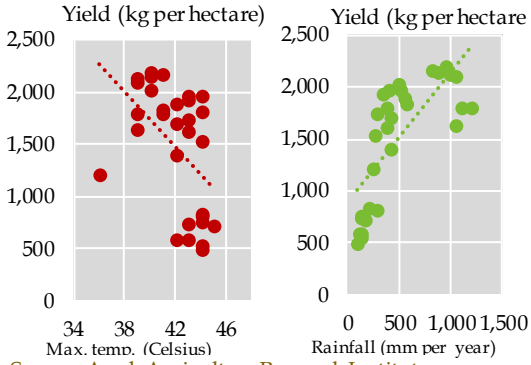 Yield (kg per hectare)
2,500
2,000
1,500
1,000
500
0
34 38 42 46
Max. temp. (Celsius)
Yield (kg per hectare
2,500
2,000
1,500
1,000
500
0
0 500 1,000 1,500
Rainfall (mm per year)